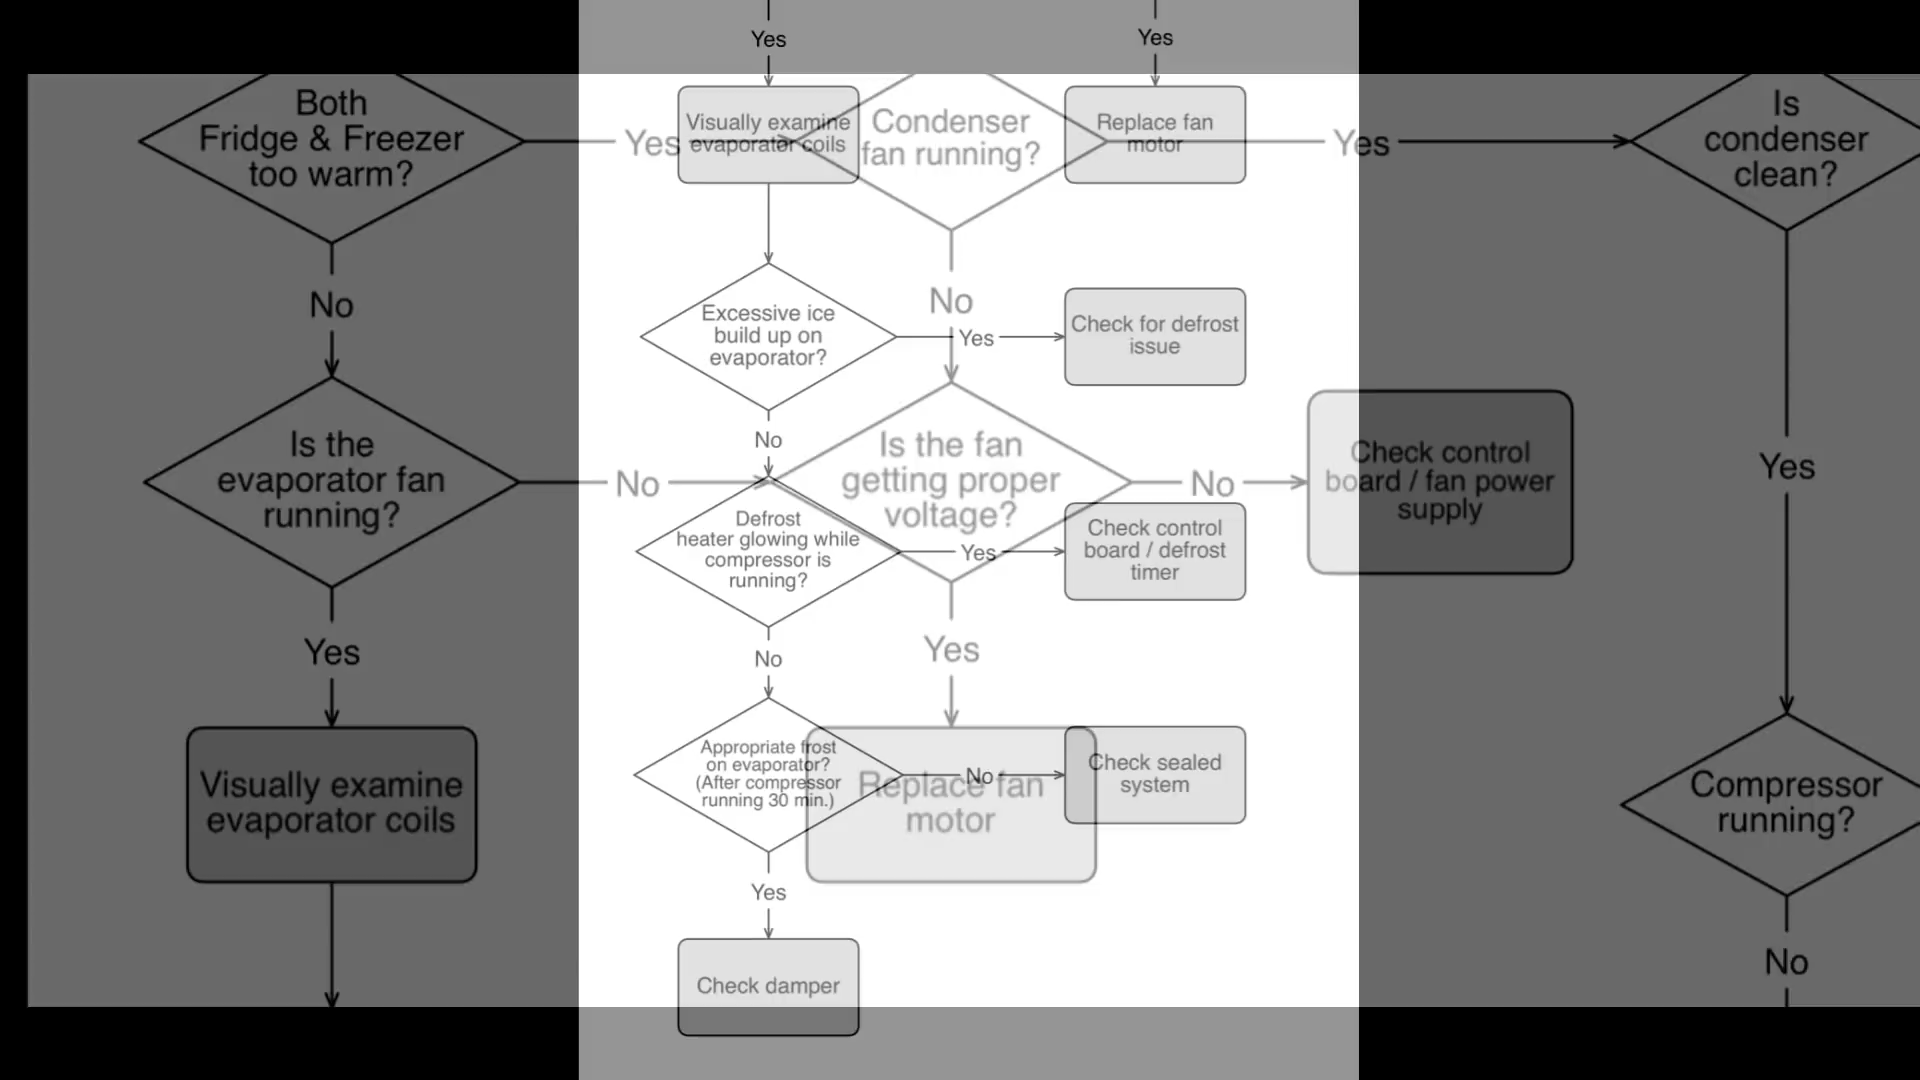 Yes
Yes
Both
Fridge & Freezer
too warm?
Yes
Visually examine
evaporator coils
Condenser
fan running?
Replace fan
motor
Yes
Is
condenser
clean?
No
No
Excessive ice
build up on
evaporator?
Yes
Check for defrost
issue
No
Is the
evaporator fan
running?
No
Is the fan
getting proper
voltage?
No
Check control
board / fan power
supply
Yes
Defrost
heater glowing while
compressor is
running?
Yes
Check control
board / defrost
timer
Yes
No
Yes
Visually examine
evaporator coils
Appropriate frost
on evaporator?
(After compressor
running 30 min.)
No
Replace fan
motor
Check sealed
system
Compressor
running?
Yes
No
Check damper